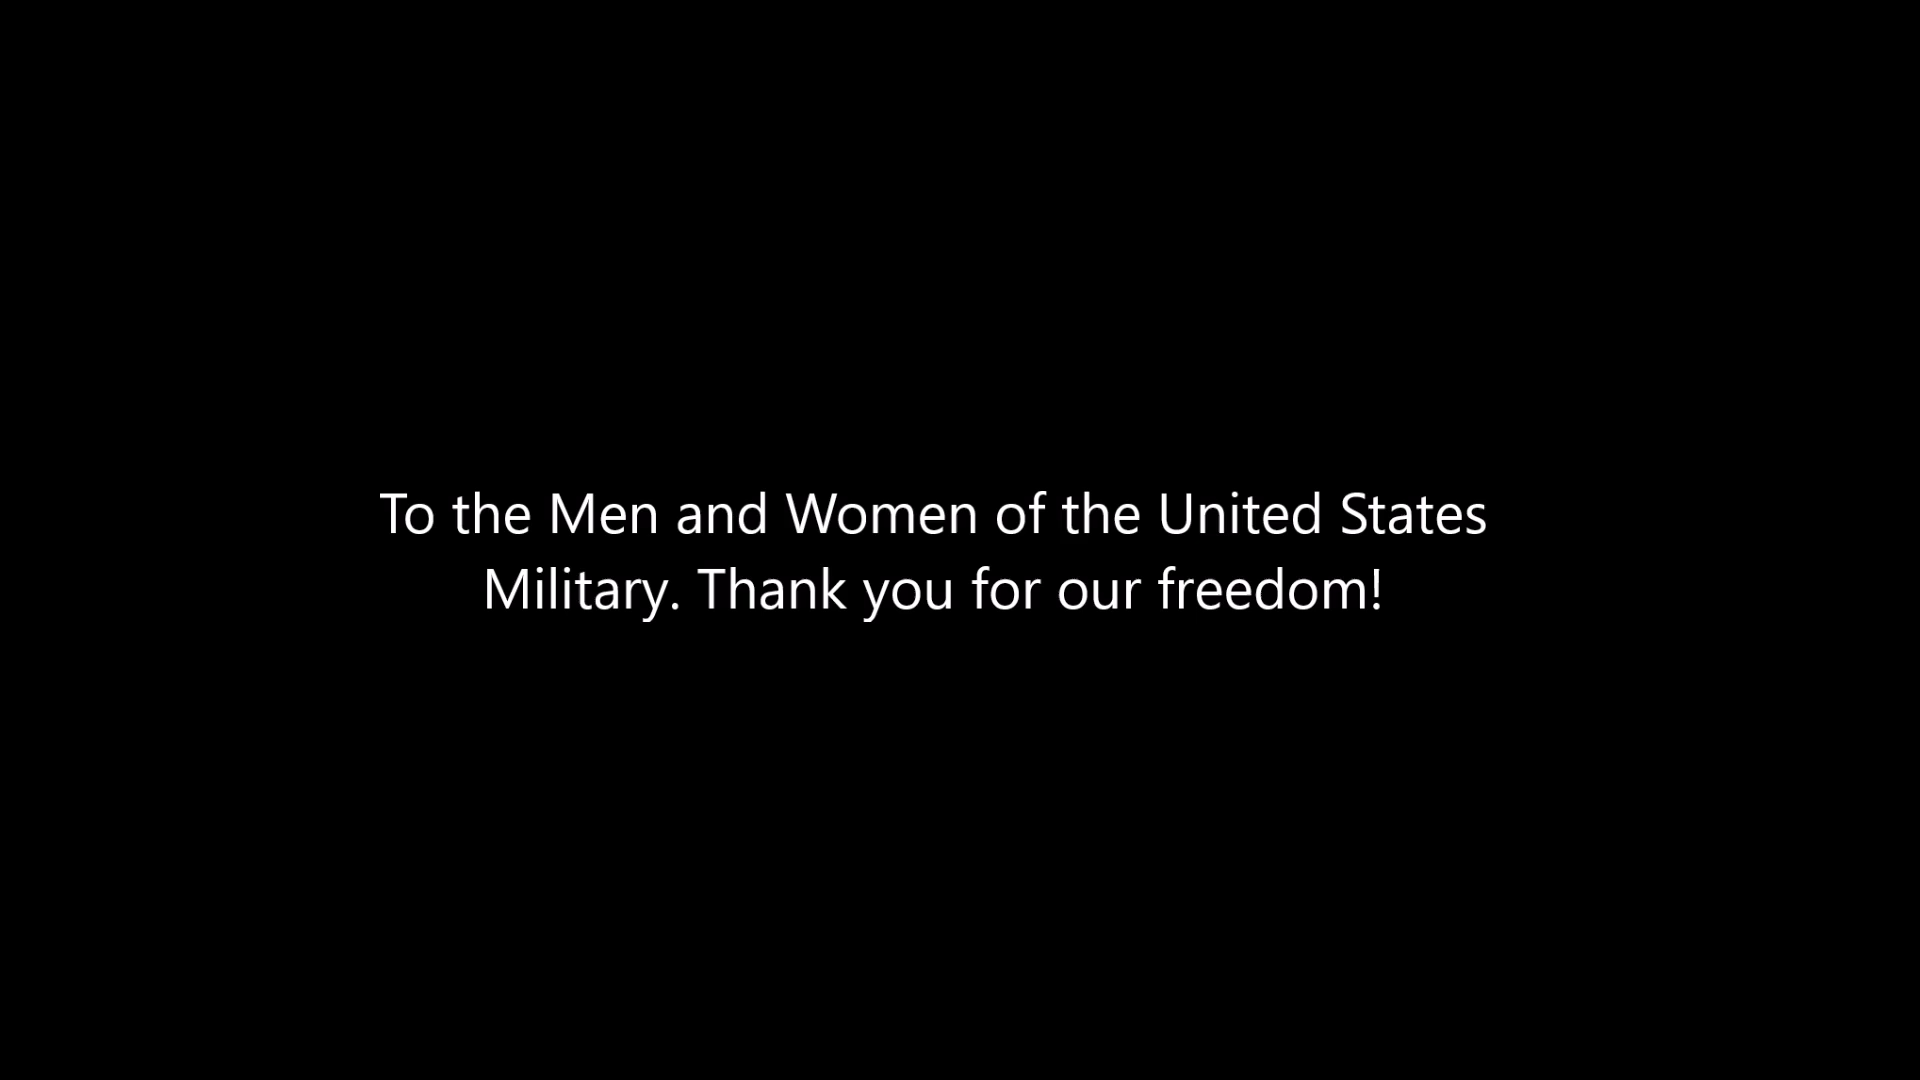 To the Men and Women of the United States
Military. Thank you for our freedom!